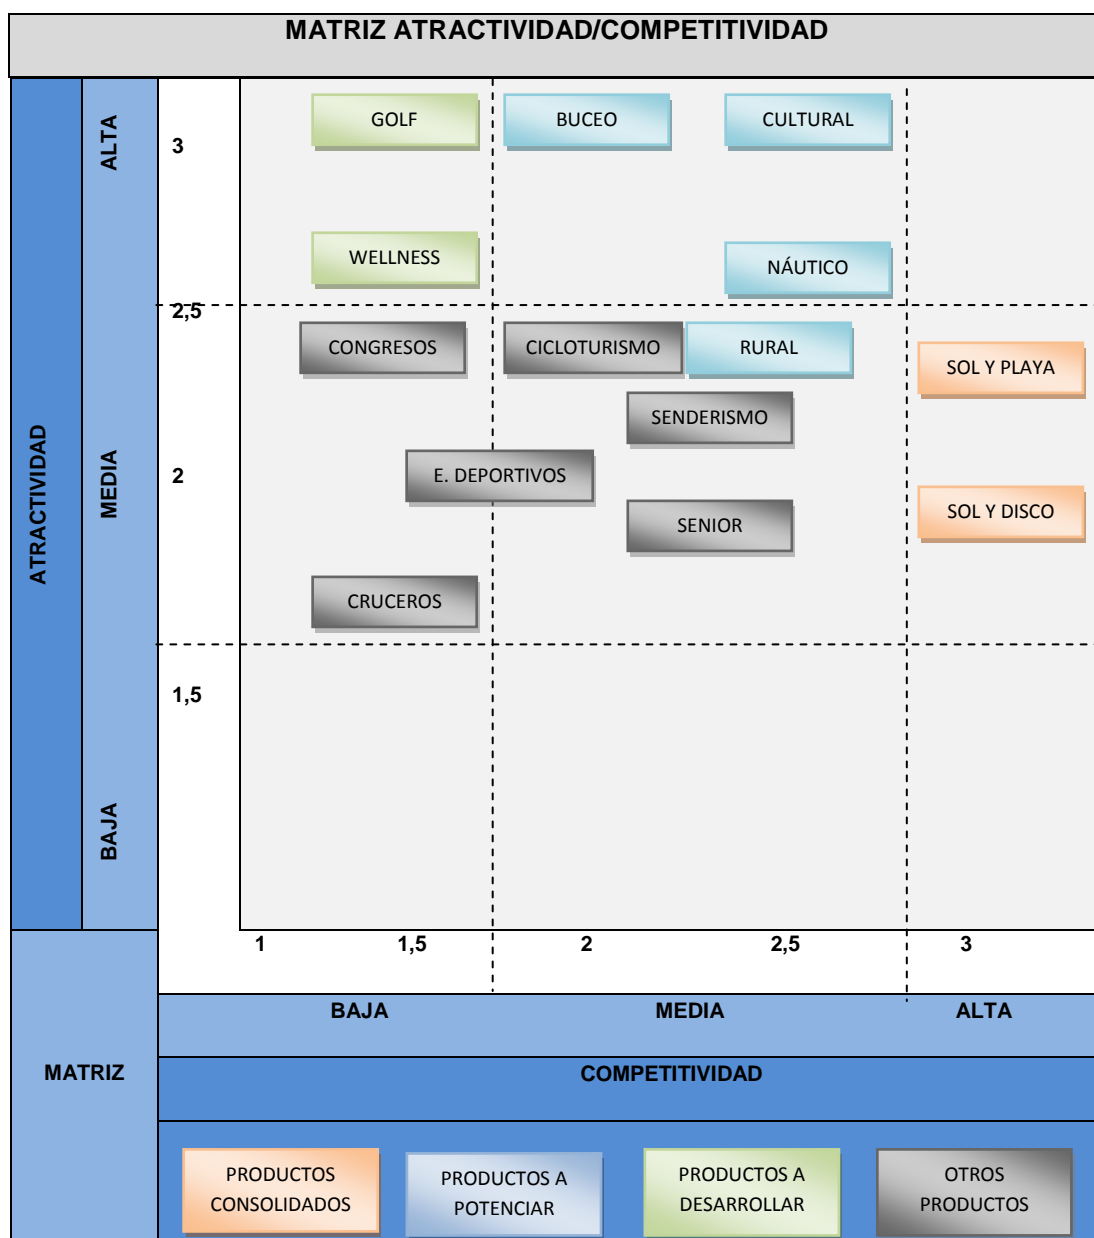 MATRIZ ATRACTIVIDAD/COMPETITIVIDAD
ATRACTIVIDAD
ALTA
3
GOLF
BUCEO
CULTURAL
WELLNESS
NÁUTICO
2,5
CONGRESOS
CICLOTURISMO
RURAL
SOL Y PLAYA
SENDERISMO
MEDIA
2
E. DEPORTIVOS
SENIOR
SOL Y DISCO
CRUCEROS
1,5
BAJA
1
1,5
2
2,5
3
BAJA
MEDIA
ALTA
MATRIZ
COMPETITIVIDAD
PRODUCTOS
CONSOLIDADOS
PRODUCTOS A
POTENCIAR
PRODUCTOS A
DESARROLLAR
OTROS
PRODUCTOS